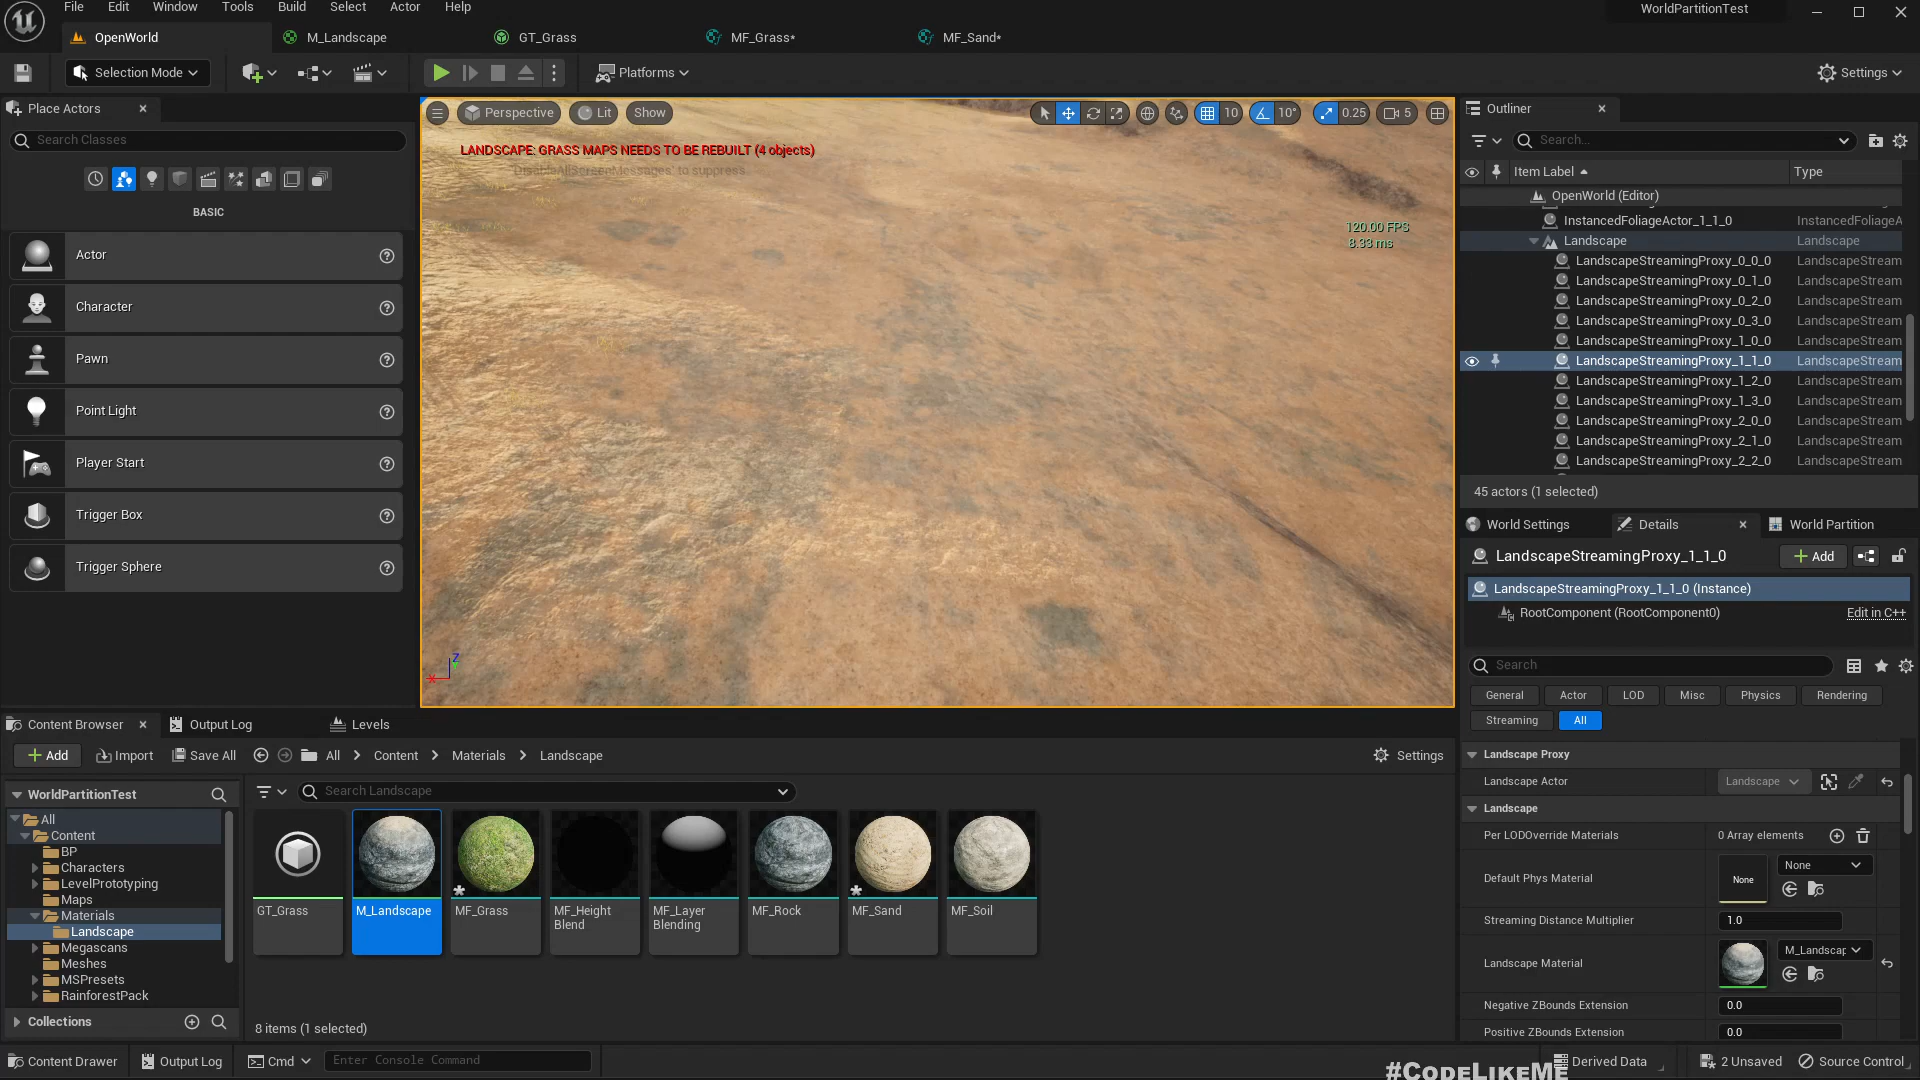 File Edit Window Tools Build Select Actor Help
WorldPartitionTest
OpenWorld
M_Landscape
GT_Grass
MF_Grass*
MF_Sand*
Selection Mode
Platforms
Settings
Place Actors
Search Classes
BASIC
Actor
Character
Pawn
Point Light
Player Start
Trigger Box
Trigger Sphere
Perspective
Lit
Show
10
10°
0.25
5
LANDSCAPE: GRASS MAPS NEEDS TO BE REBUILT (4 objects)
'DisableAllScreenMessages' to suppress
120.00 FPS
8.33 ms
Z
X
Outliner
Search...
Item Label
Type
OpenWorld (Editor)
InstancedFoliageActor_1_1_0 InstancedFoliageA
Landscape Landscape
LandscapeStreamingProxy_0_0_0 LandscapeStream
LandscapeStreamingProxy_0_1_0 LandscapeStream
LandscapeStreamingProxy_0_2_0 LandscapeStream
LandscapeStreamingProxy_0_3_0 LandscapeStream
LandscapeStreamingProxy_1_0_0 LandscapeStream
LandscapeStreamingProxy_1_1_0 LandscapeStream
LandscapeStreamingProxy_1_2_0 LandscapeStream
LandscapeStreamingProxy_1_3_0 LandscapeStream
LandscapeStreamingProxy_2_0_0 LandscapeStream
LandscapeStreamingProxy_2_1_0 LandscapeStream
LandscapeStreamingProxy_2_2_0 LandscapeStream
45 actors (1 selected)
World Settings
Details
World Partition
LandscapeStreamingProxy_1_1_0
Add
LandscapeStreamingProxy_1_1_0 (Instance)
RootComponent (RootComponent0)
Edit in C++
Search
General Actor LOD Misc Physics Rendering
Streaming All
Landscape Proxy
Landscape Actor
Landscape
Landscape
Per LODOverride Materials
0 Array elements
Default Phys Material
None
None
Streaming Distance Multiplier
1.0
Landscape Material
M_Landscap
Negative ZBounds Extension
0.0
Positive ZBounds Extension
0.0
Content Browser
Output Log
Levels
Add
Import
Save All
All
Content
Materials
Landscape
Settings
WorldPartitionTest
All
Content
BP
Characters
LevelPrototyping
Maps
Materials
Landscape
Megascans
Meshes
MSPresets
RainforestPack
Collections
Search Landscape
GT_Grass
M_Landscape
MF_Grass
MF_Height
Blend
MF_Layer
Blending
MF_Rock
MF_Sand
MF_Soil
8 items (1 selected)
Content Drawer
Output Log
Cmd
Enter Console Command
#CodeLikeMe
Derived Data
2 Unsaved
Source Control